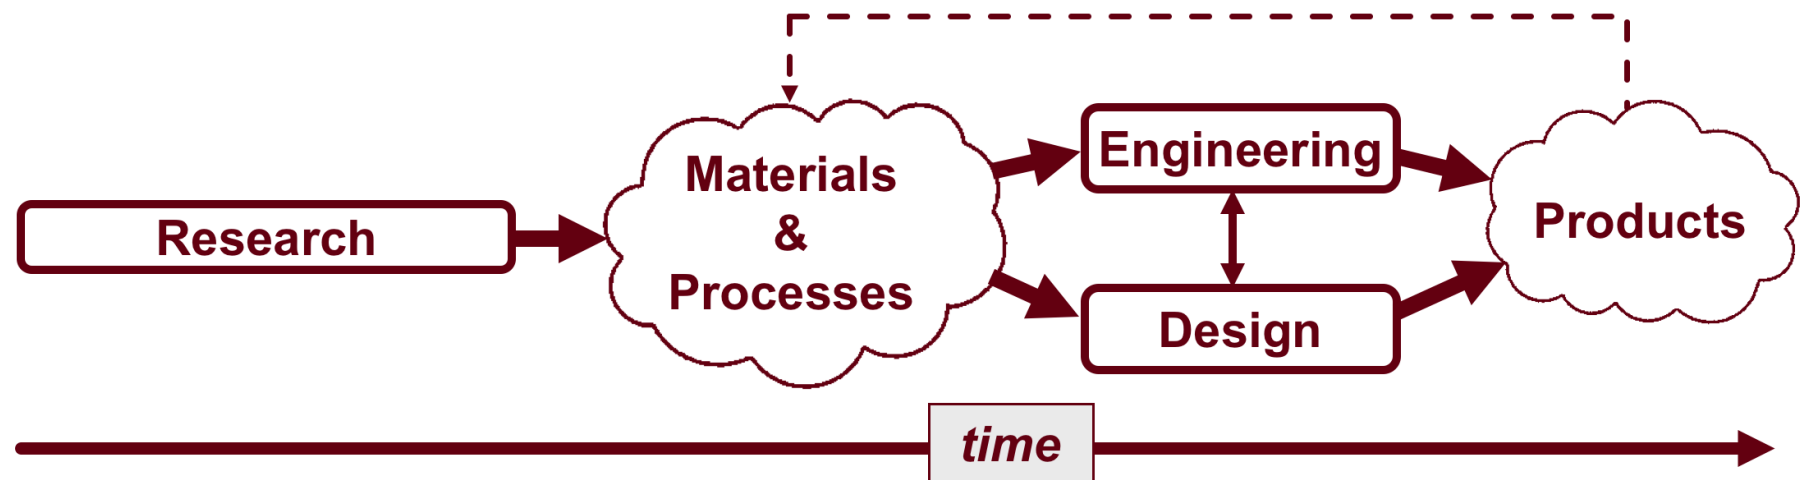 Research
Materials
&
Processes
Engineering
Design
Products
time